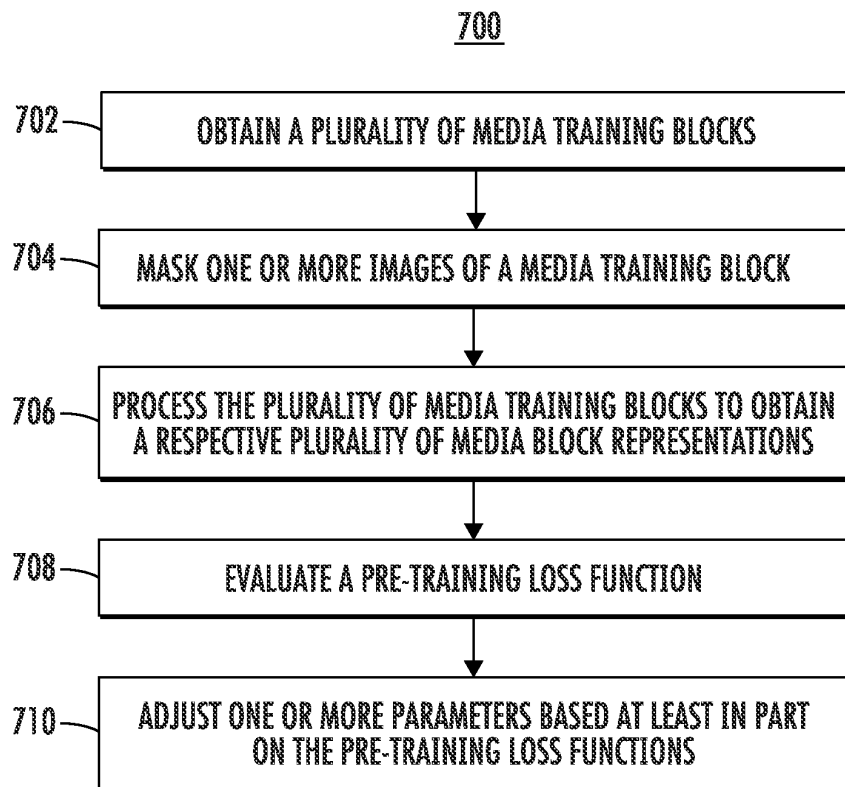 700
702
OBTAIN A PLURALITY OF MEDIA TRAINING BLOCKS
704
MASK ONE OR MORE IMAGES OF A MEDIA TRAINING BLOCK
706
PROCESS THE PLURALITY OF MEDIA TRAINING BLOCKS TO OBTAIN
A RESPECTIVE PLURALITY OF MEDIA BLOCK REPRESENTATIONS
708
EVALUATE A PRE-TRAINING LOSS FUNCTION
710
ADJUST ONE OR MORE PARAMETERS BASED AT LEAST IN PART
ON THE PRE-TRAINING LOSS FUNCTIONS